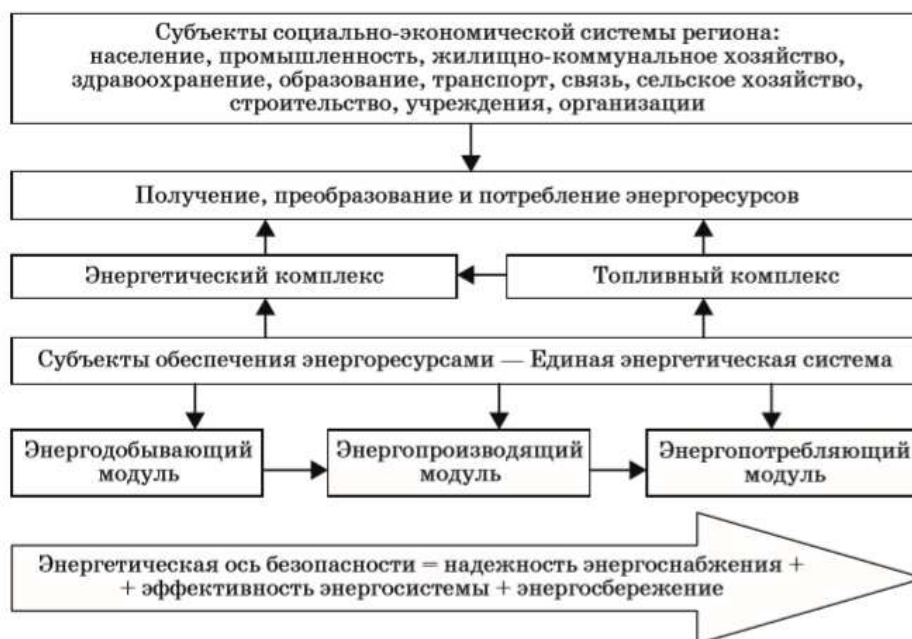 Субъекты социально-экономической системы региона:
население, промышленность, жилищно-коммунальное хозяйство,
здравоохранение, образование, транспорт, связь, сельское хозяйство,
строительство, учреждения, организации
Получение, преобразование и потребление энергоресурсов
Энергетический комплекс
Топливный комплекс
Субъекты обеспечения энергоресурсами — Единая энергетическая система
Энергодобывающий
модуль
Энергопроизводящий
модуль
Энергопотребляющий
модуль
Энергетическая ось безопасности = надежность энергоснабжения +
+ эффективность энергосистемы + энергосбережение